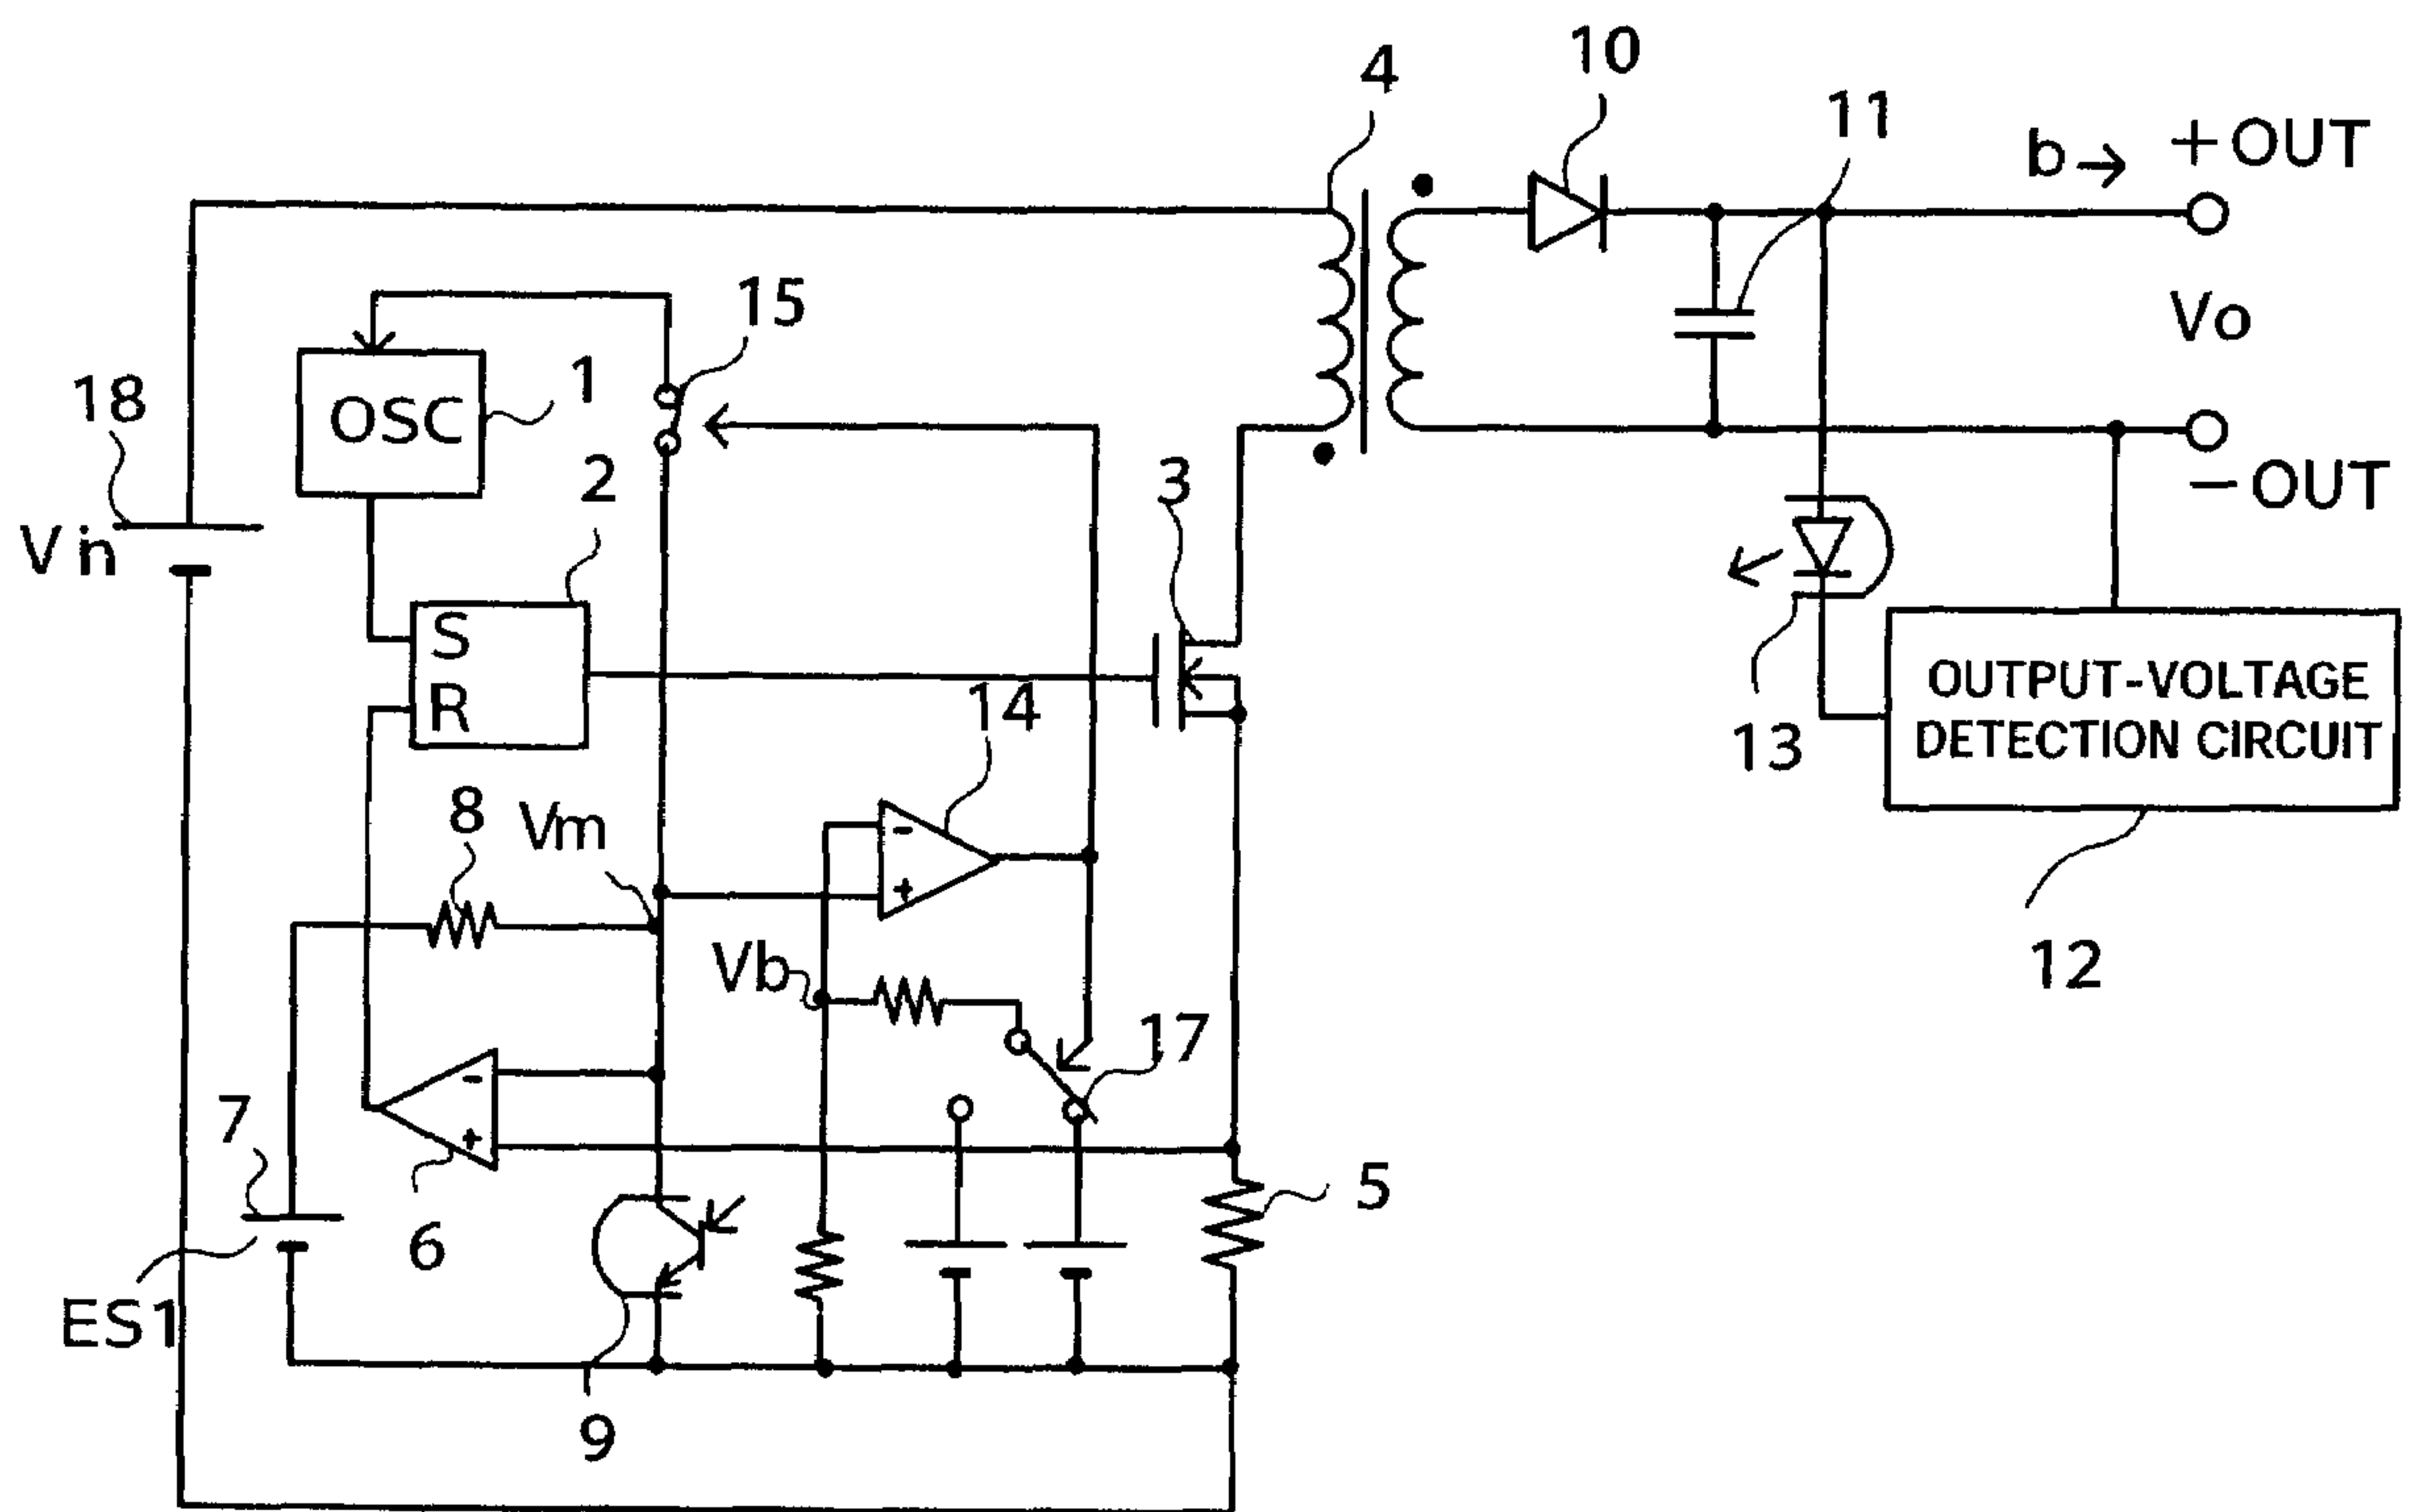 4
10
11
b
+OUT
15
Vo
18
OSC
1
2
3
-OUT
Vin
S
R
14
OUTPUT-VOLTAGE
DETECTION CIRCUIT
13
8
Vm
-
+
Vb
12
17
7
-
+
5
6
ES1
9